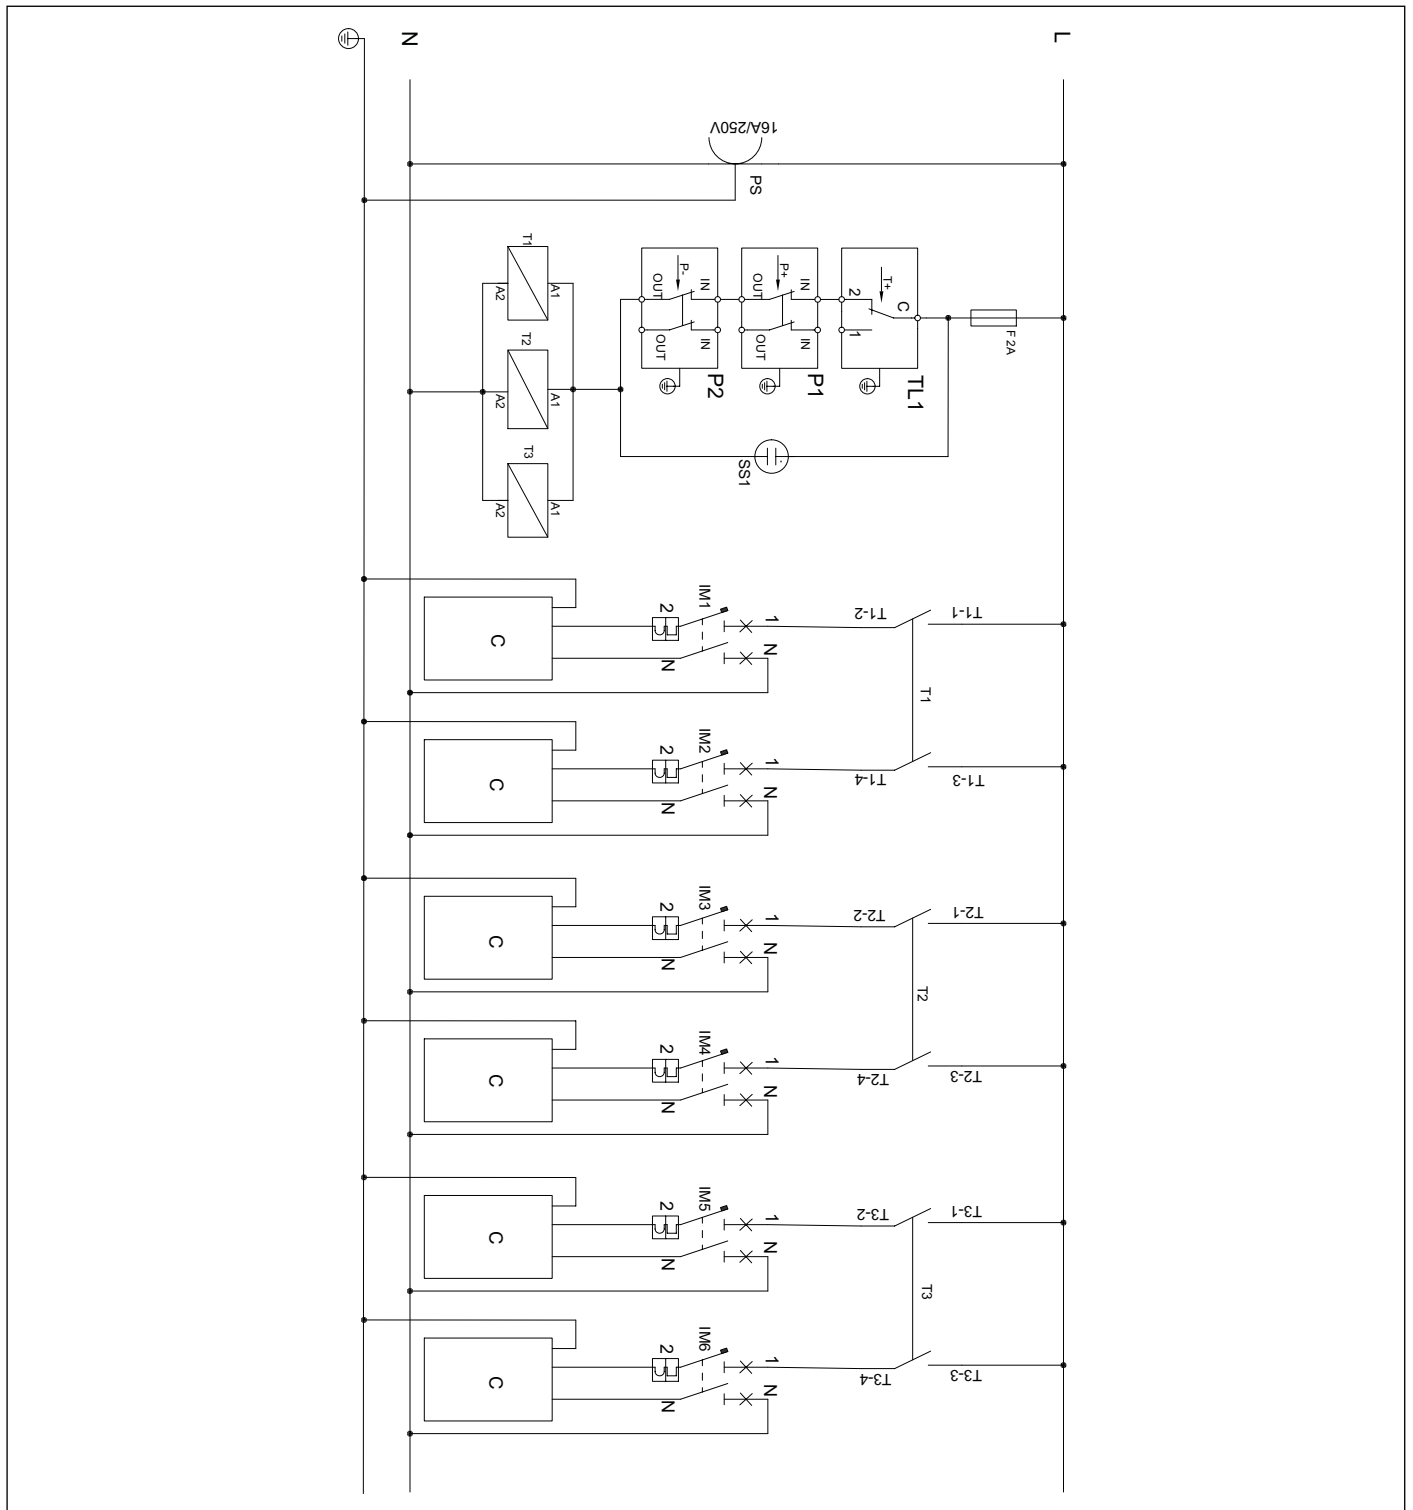 N
L
16A/250V
PS
F 2A
T+
C
2
1
TL1
P+
IN
OUT
IN
OUT
P1
P-
IN
OUT
IN
OUT
P2
SS1
T1
A1
A2
T2
A1
A2
T3
A1
A2
C
2
IM1
1
N
N
T1-2
T1-1
T1
C
2
IM2
1
N
N
T1-4
T1-3
C
2
IM3
1
N
N
T2-2
T2-1
T2
C
2
IM4
1
N
N
T2-4
T2-3
C
2
IM5
1
N
N
T3-2
T3-1
T3
C
2
IM6
1
N
N
T3-4
T3-3